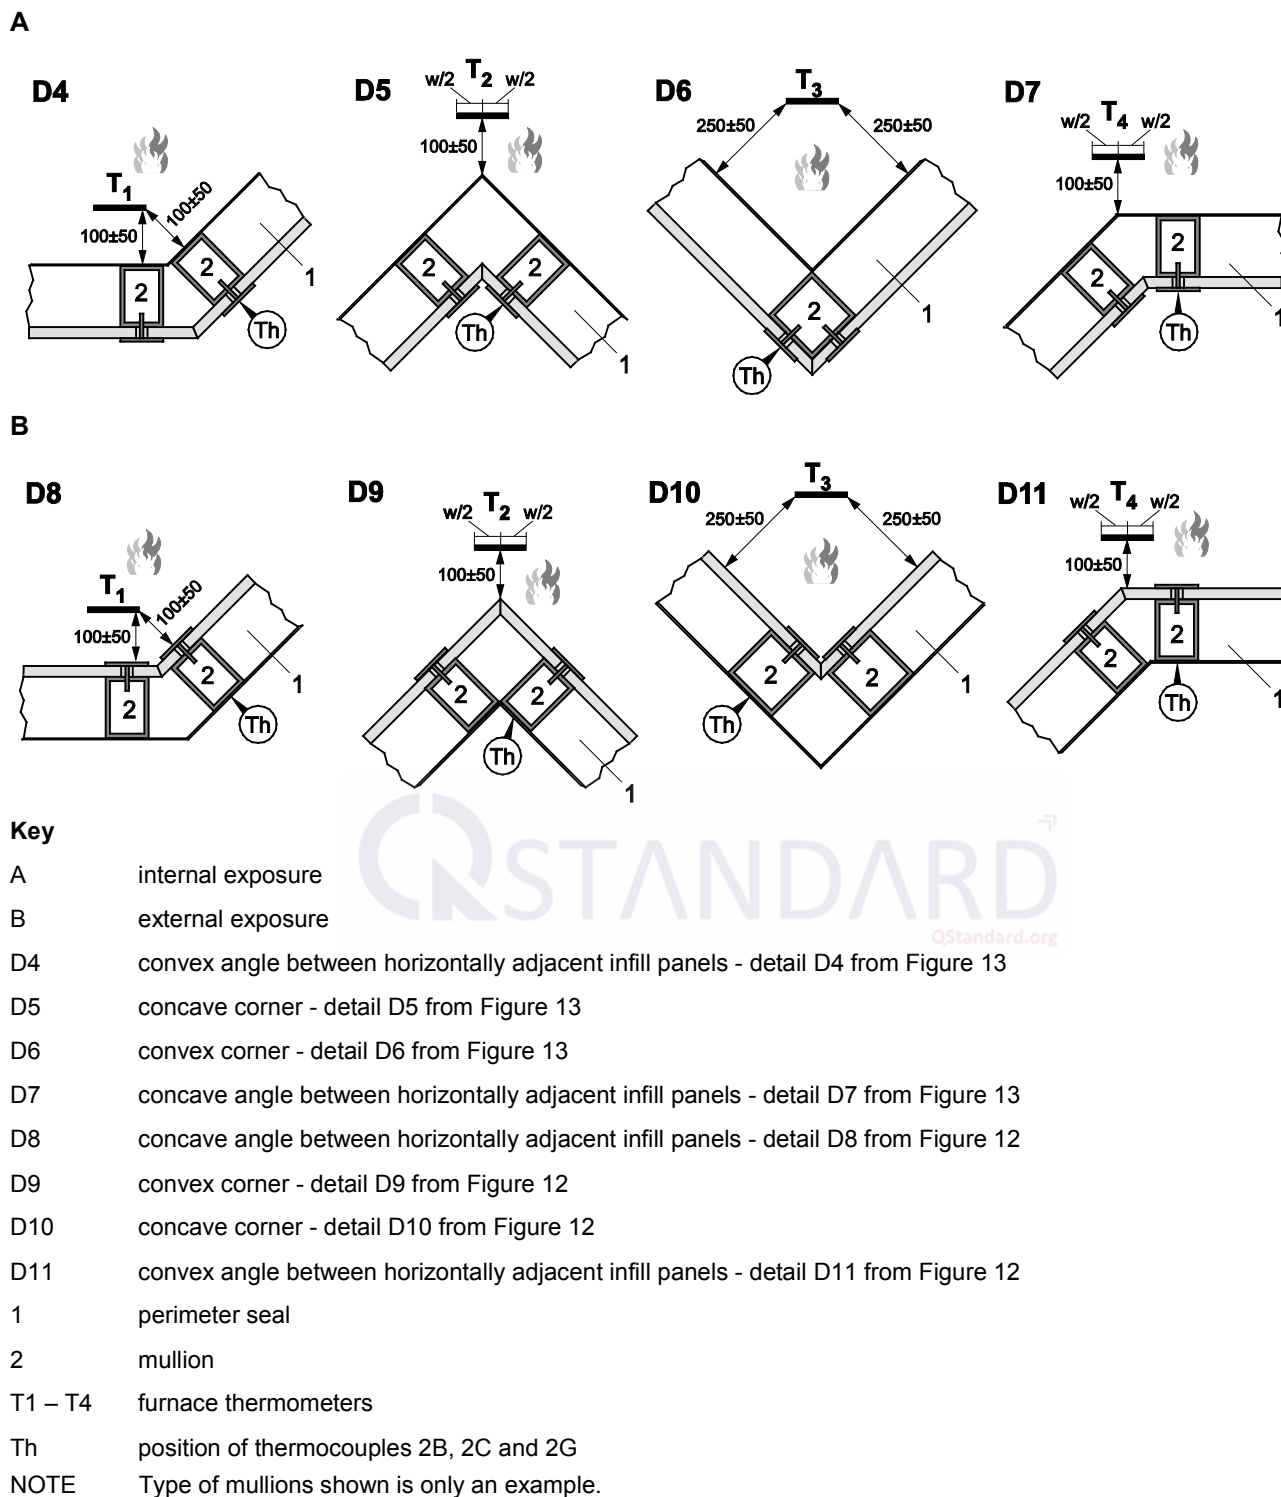 A
D4
T1
100±50
100±50
2
2
1
Th
D5
w/2 T2 w/2
100±50
2
2
Th
1
D6
T3
250±50
250±50
2
1
Th
D7
w/2 T4 w/2
100±50
2
2
1
Th
B
D8
T1
100±50
100±50
2
2
1
Th
D9
w/2 T2 w/2
100±50
2
2
Th
1
D10
T3
250±50
250±50
2
2
1
Th
D11
w/2 T4 w/2
100±50
2
2
1
Th
QSTANDARD
QStandard.org
Key
A internal exposure
B external exposure
D4 convex angle between horizontally adjacent infill panels - detail D4 from Figure 13
D5 concave corner - detail D5 from Figure 13
D6 convex corner - detail D6 from Figure 13
D7 concave angle between horizontally adjacent infill panels - detail D7 from Figure 13
D8 concave angle between horizontally adjacent infill panels - detail D8 from Figure 12
D9 convex corner - detail D9 from Figure 12
D10 concave corner - detail D10 from Figure 12
D11 convex angle between horizontally adjacent infill panels - detail D11 from Figure 12
1 perimeter seal
2 mullion
T1 – T4 furnace thermometers
Th position of thermocouples 2B, 2C and 2G
NOTE Type of mullions shown is only an example.